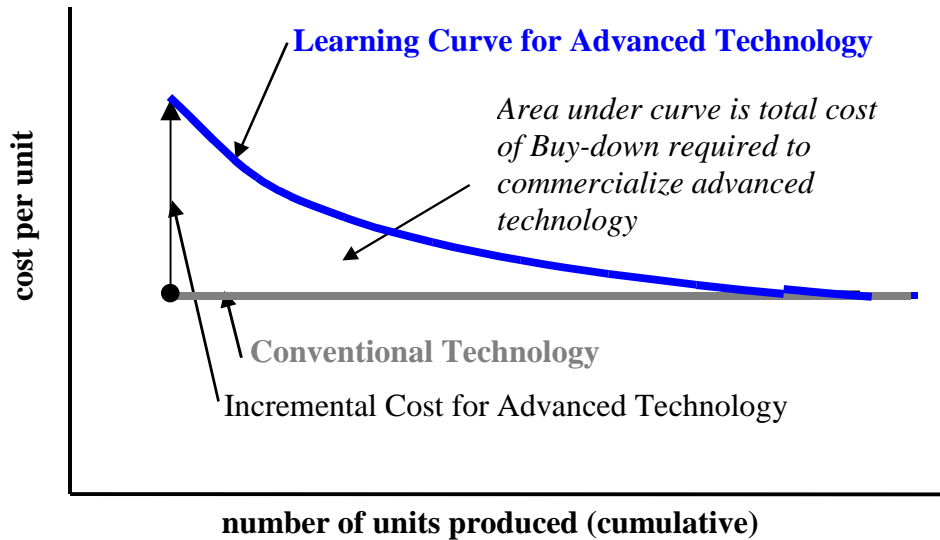 Learning Curve for Advanced Technology
Area under curve is total cost
of Buy-down required to
commercialize advanced
technology
cost per unit
Conventional Technology
Incremental Cost for Advanced Technology
number of units produced (cumulative)